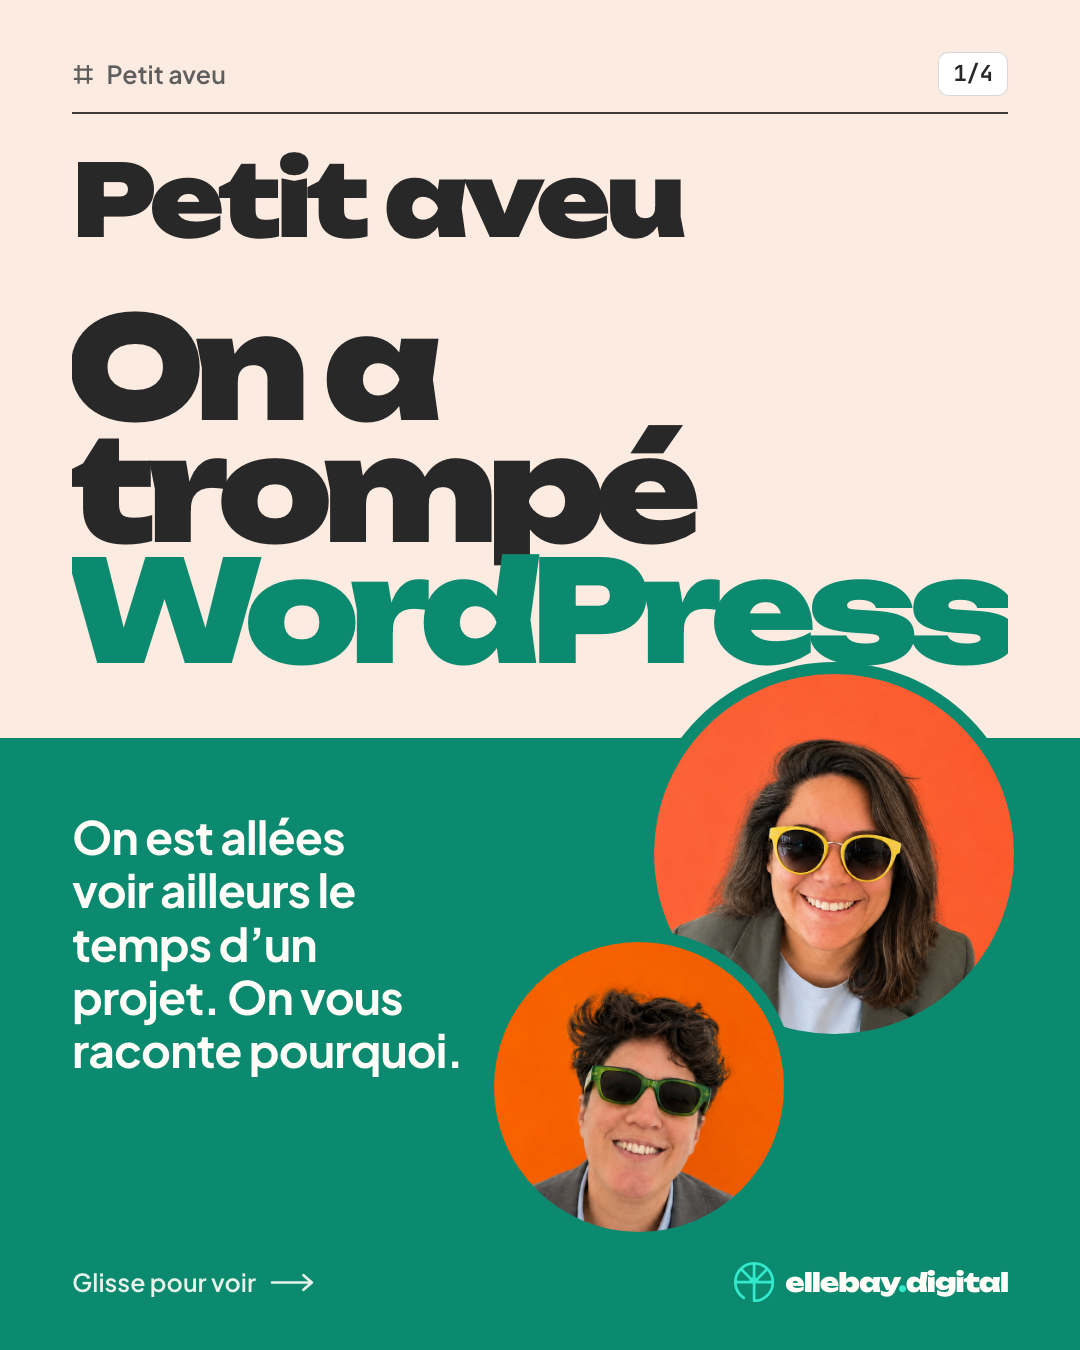 # Petit aveu
1/4
Petit aveu
On a
trompé
WordPress
On est allées
voir ailleurs le
temps d’un
projet. On vous
raconte pourquoi.
Glisse pour voir →
ellebay.digital